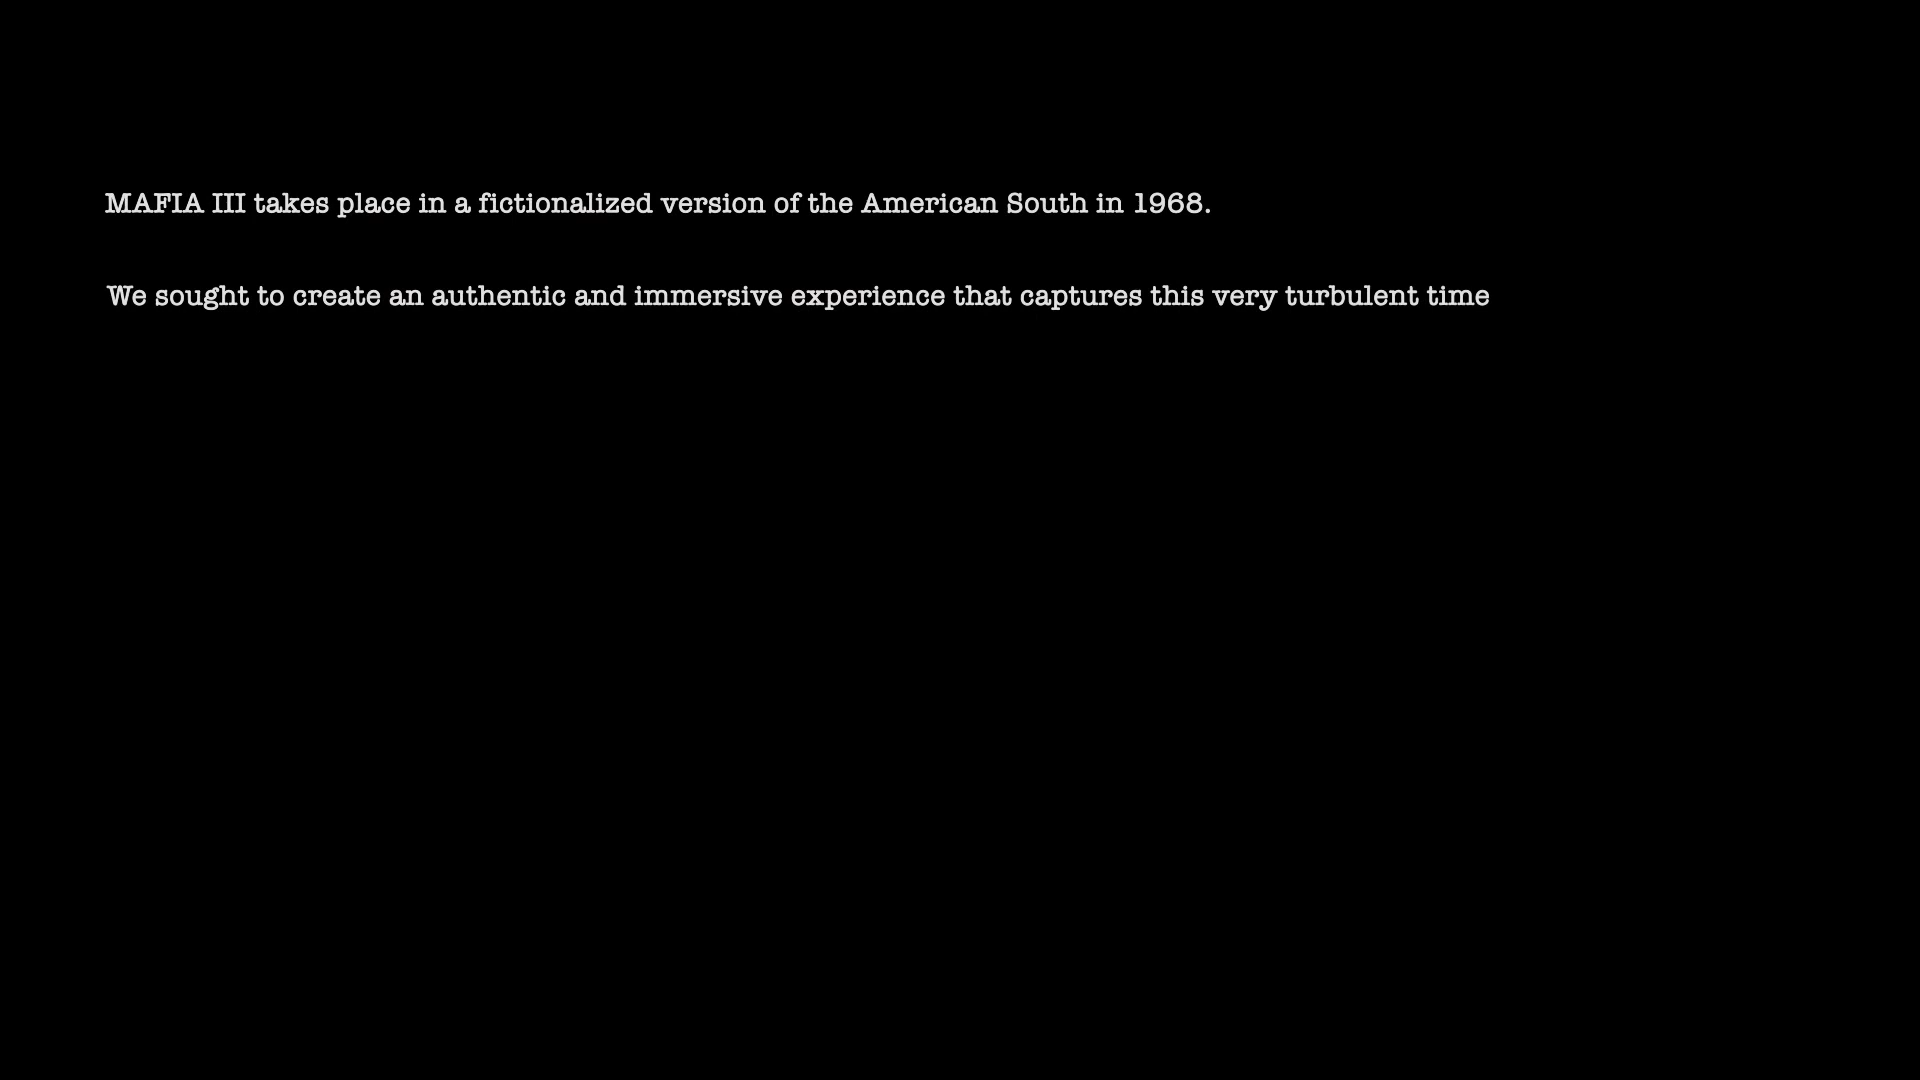 MAFIA III takes place in a fictionalized version of the American South in 1968.
We sought to create an authentic and immersive experience that captures this very turbulent time